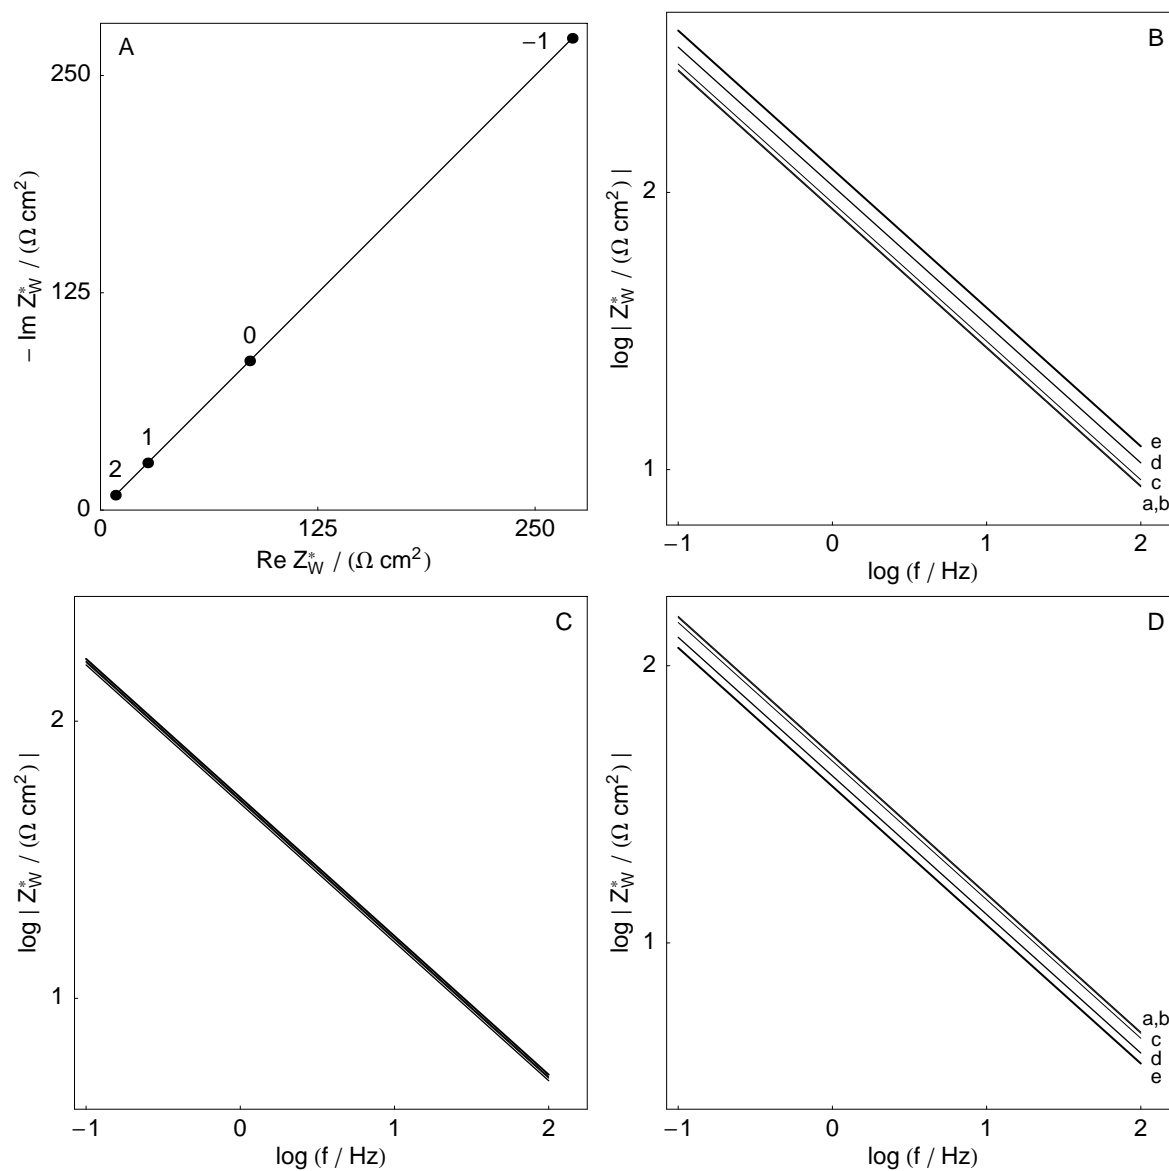 A
−1
250
− Im Z*W / (Ω cm2)
125
0
1
2
0
0
125
250
Re Z*W / (Ω cm2)
B
2
log | Z*W / (Ω cm2) |
1
e
d
c
a,b
−1
0
1
2
log (f / Hz)
C
2
log | Z*W / (Ω cm2) |
1
−1
0
1
2
log (f / Hz)
D
2
log | Z*W / (Ω cm2) |
1
a,b
c
d
e
−1
0
1
2
log (f / Hz)